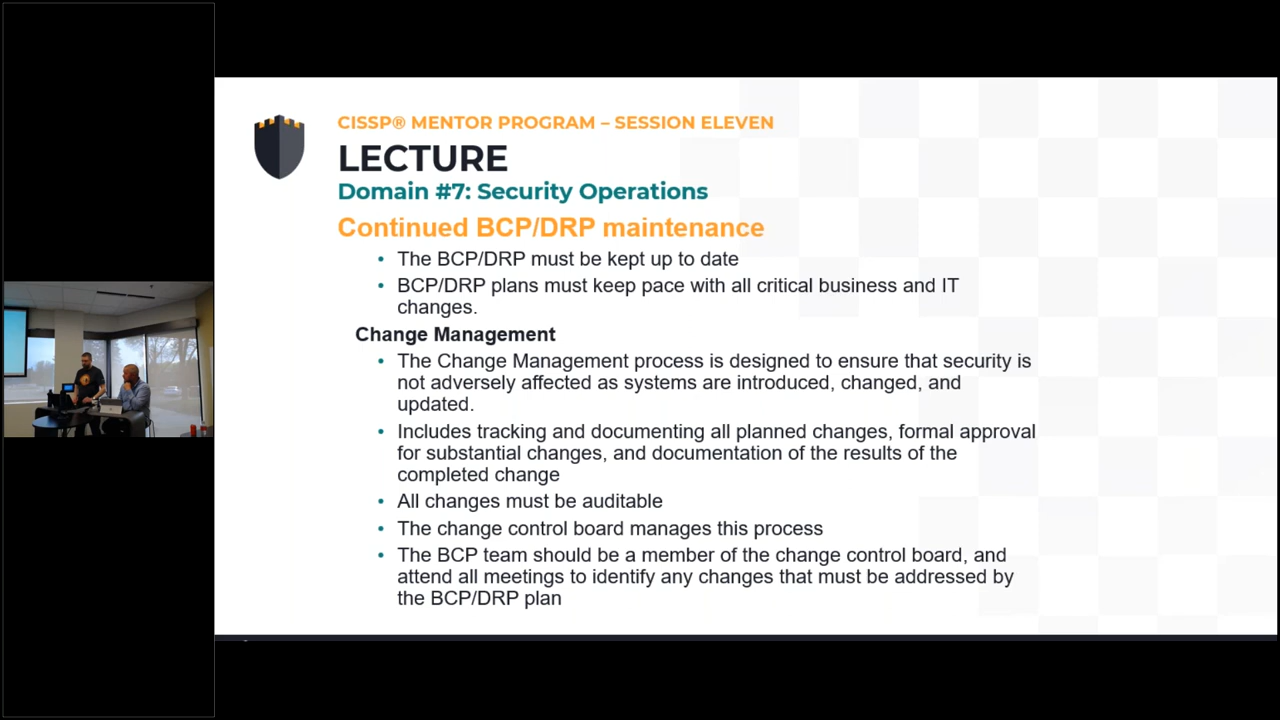 CISSP® MENTOR PROGRAM – SESSION ELEVEN
LECTURE
Domain #7: Security Operations
Continued BCP/DRP maintenance
• The BCP/DRP must be kept up to date
• BCP/DRP plans must keep pace with all critical business and IT
changes.
Change Management
• The Change Management process is designed to ensure that security is
not adversely affected as systems are introduced, changed, and
updated.
• Includes tracking and documenting all planned changes, formal approval
for substantial changes, and documentation of the results of the
completed change
• All changes must be auditable
• The change control board manages this process
• The BCP team should be a member of the change control board, and
attend all meetings to identify any changes that must be addressed by
the BCP/DRP plan